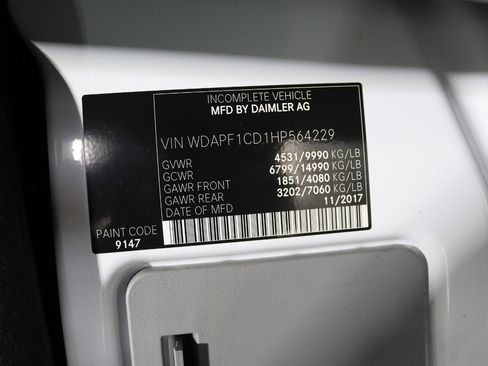 INCOMPLETE VEHICLE
MFD BY DAIMLER AG
VIN WDAPF1CD1HP564229
GVWR 4531/9990 KG/LB
GCWR 6799/14990 KG/LB
GAWR FRONT 1851/4080 KG/LB
GAWR REAR 3202/7060 KG/LB
DATE OF MFD 11/2017
PAINT CODE
9147